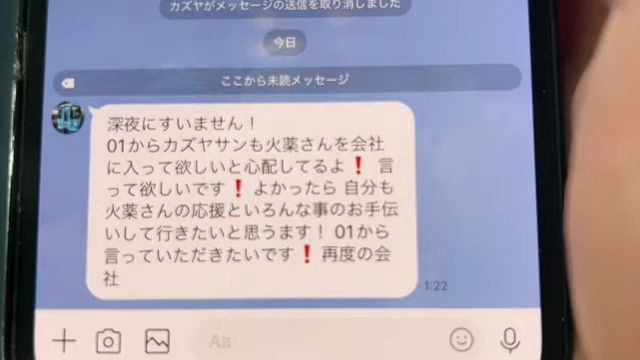 カズヤがメッセージの送信を取り消しました
今日
ここから未読メッセージ
深夜にすいません！
01からカズヤサンも火薬さんを会社
に入って欲しいと心配してるよ❗ 言
って欲しいです❗ よかったら 自分も
火薬さんの応援といろんな事のお手伝
いして行きたいと思うます！ 01から
言っていただきたいです❗再度の会
社
1:22
Aa